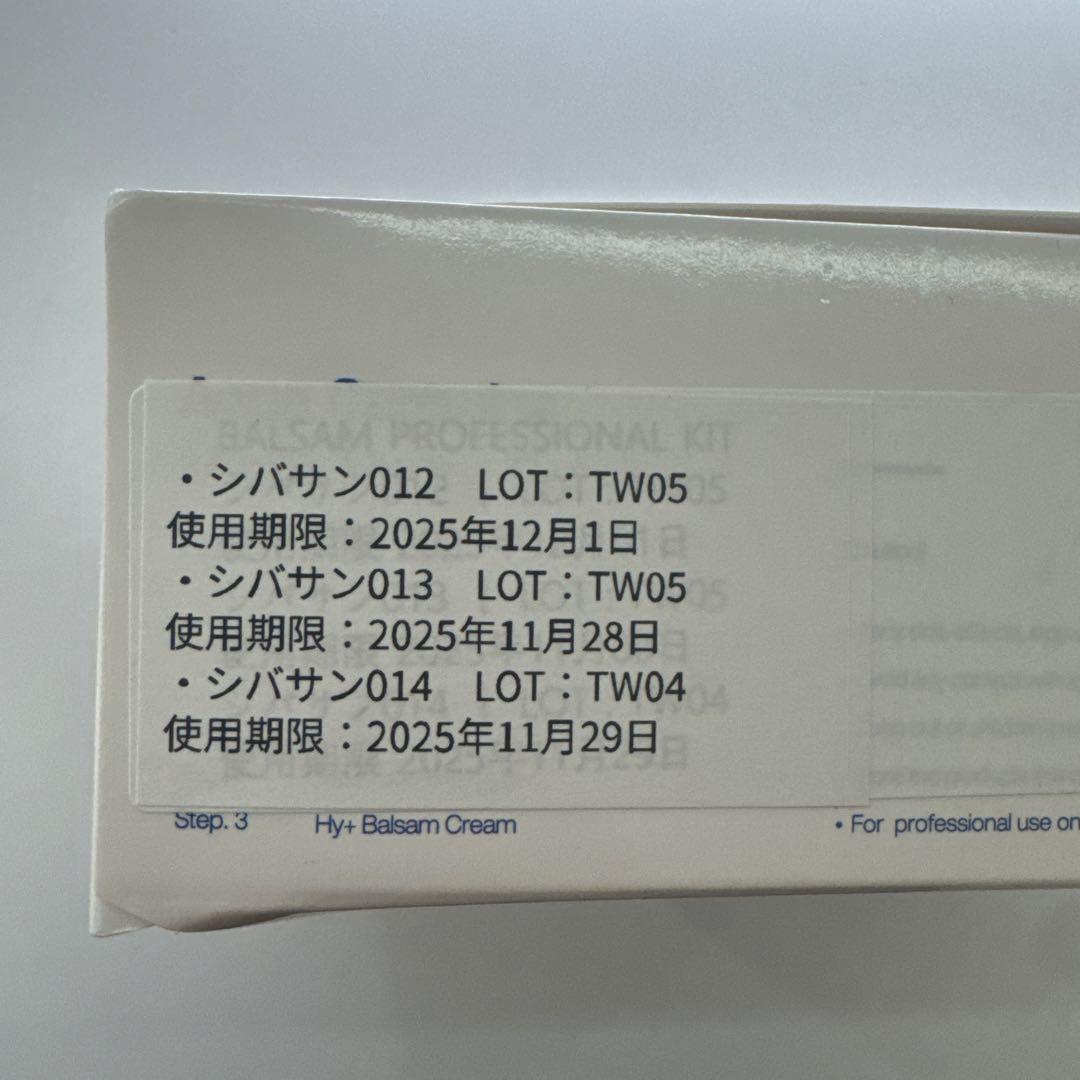 BALSAM PROFESSIONAL KIT
・シバサン012 LOT：TW05
使用期限：2025年12月1日
・シバサン013 LOT：TW05
使用期限：2025年11月28日
・シバサン014 LOT：TW04
使用期限：2025年11月29日
Step. 3 Hy+ Balsam Cream
• For professional use on